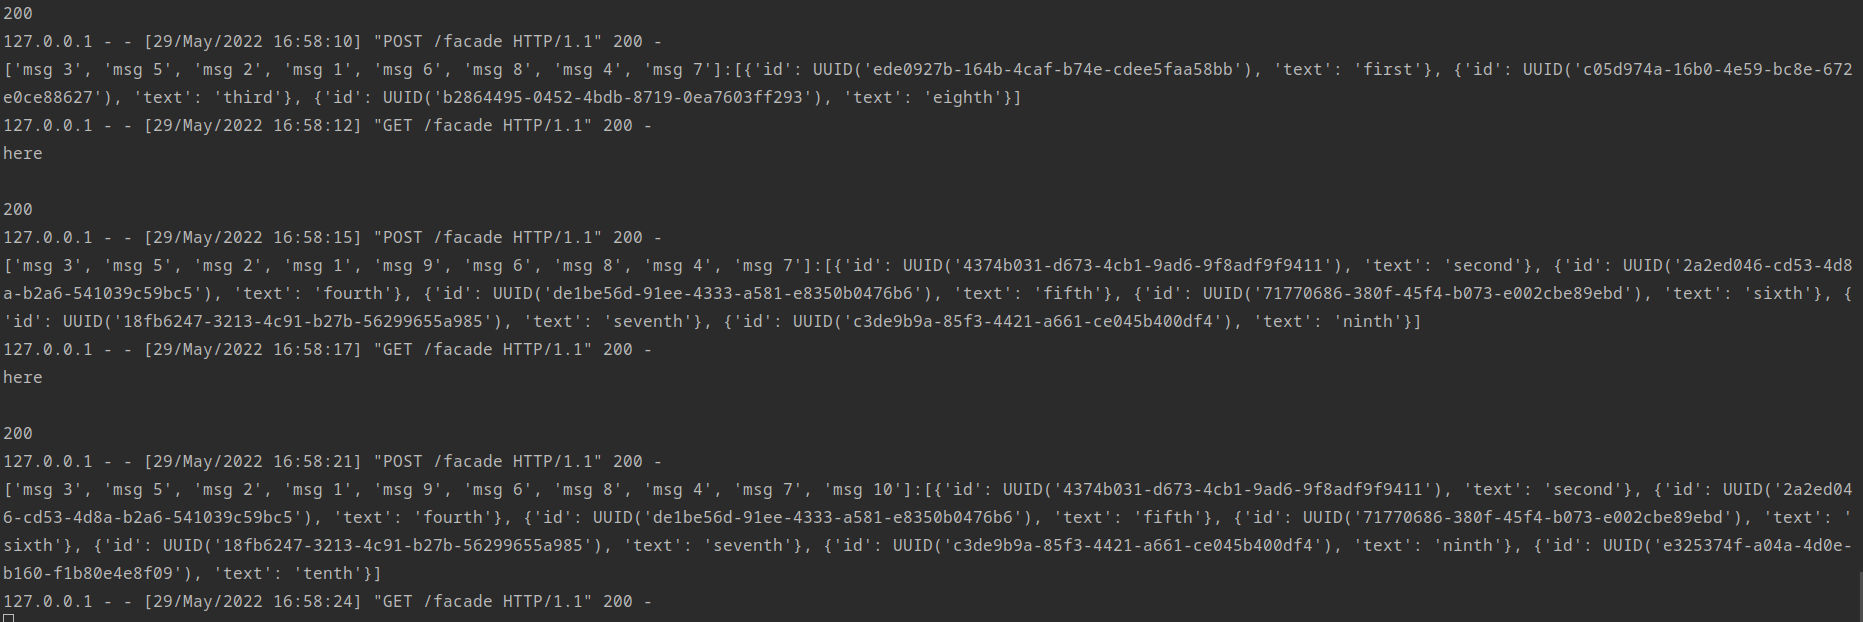 200
127.0.0.1 - - [29/May/2022 16:58:10] "POST /facade HTTP/1.1" 200 -
['msg 3', 'msg 5', 'msg 2', 'msg 1', 'msg 6', 'msg 8', 'msg 4', 'msg 7']:[{'id': UUID('ede0927b-164b-4caf-b74e-cdee5faa58bb'), 'text': 'first'}, {'id': UUID('c05d974a-16b0-4e59-bc8e-672
e0ce88627'), 'text': 'third'}, {'id': UUID('b2864495-0452-4bdb-8719-0ea7603ff293'), 'text': 'eighth'}]
127.0.0.1 - - [29/May/2022 16:58:12] "GET /facade HTTP/1.1" 200 -
here
200
127.0.0.1 - - [29/May/2022 16:58:15] "POST /facade HTTP/1.1" 200 -
['msg 3', 'msg 5', 'msg 2', 'msg 1', 'msg 9', 'msg 6', 'msg 8', 'msg 4', 'msg 7']:[{'id': UUID('4374b031-d673-4cb1-9ad6-9f8adf9f9411'), 'text': 'second'}, {'id': UUID('2a2ed046-cd53-4d8
a-b2a6-541039c59bc5'), 'text': 'fourth'}, {'id': UUID('de1be56d-91ee-4333-a581-e8350b0476b6'), 'text': 'fifth'}, {'id': UUID('71770686-380f-45f4-b073-e002cbe89ebd'), 'text': 'sixth'}, {
'id': UUID('18fb6247-3213-4c91-b27b-56299655a985'), 'text': 'seventh'}, {'id': UUID('c3de9b9a-85f3-4421-a661-ce045b400df4'), 'text': 'ninth'}]
127.0.0.1 - - [29/May/2022 16:58:17] "GET /facade HTTP/1.1" 200 -
here
200
127.0.0.1 - - [29/May/2022 16:58:21] "POST /facade HTTP/1.1" 200 -
['msg 3', 'msg 5', 'msg 2', 'msg 1', 'msg 9', 'msg 6', 'msg 8', 'msg 4', 'msg 7', 'msg 10']:[{'id': UUID('4374b031-d673-4cb1-9ad6-9f8adf9f9411'), 'text': 'second'}, {'id': UUID('2a2ed04
6-cd53-4d8a-b2a6-541039c59bc5'), 'text': 'fourth'}, {'id': UUID('de1be56d-91ee-4333-a581-e8350b0476b6'), 'text': 'fifth'}, {'id': UUID('71770686-380f-45f4-b073-e002cbe89ebd'), 'text': '
sixth'}, {'id': UUID('18fb6247-3213-4c91-b27b-56299655a985'), 'text': 'seventh'}, {'id': UUID('c3de9b9a-85f3-4421-a661-ce045b400df4'), 'text': 'ninth'}, {'id': UUID('e325374f-a04a-4d0e-
b160-f1b80e4e8f09'), 'text': 'tenth'}]
127.0.0.1 - - [29/May/2022 16:58:24] "GET /facade HTTP/1.1" 200 -